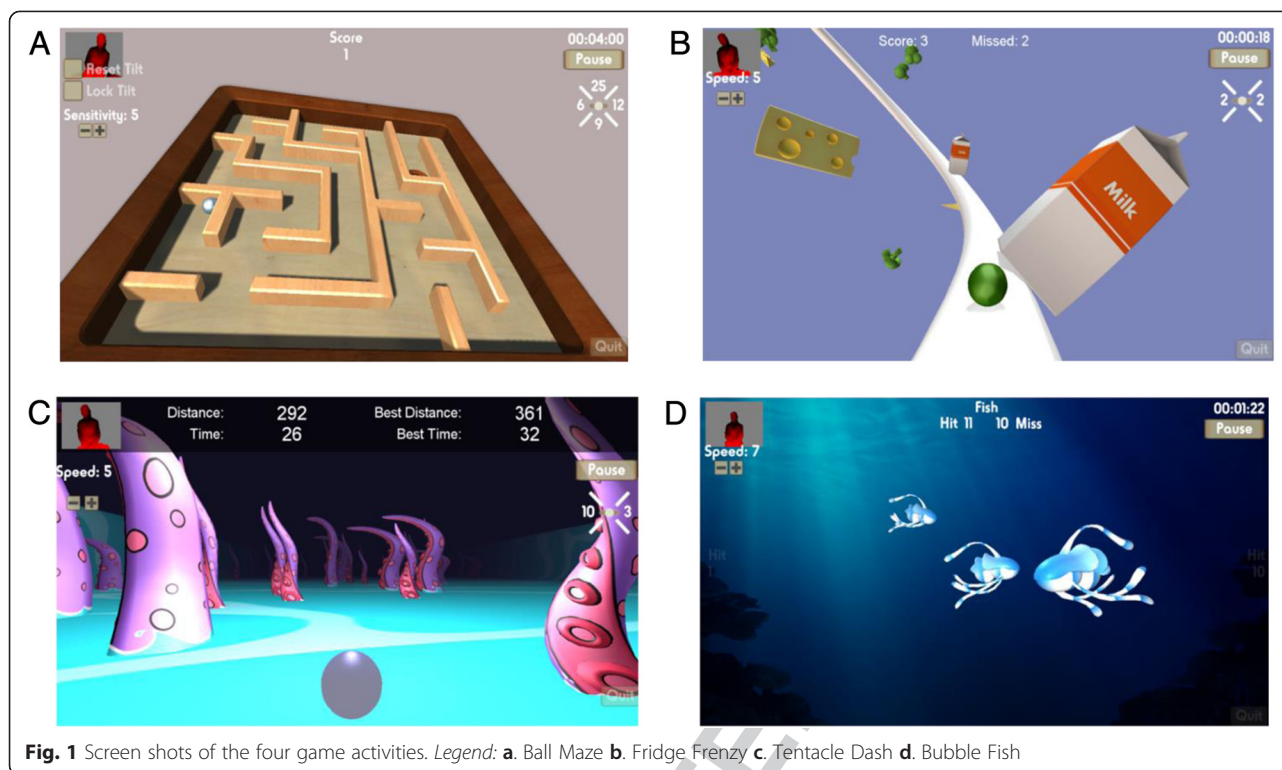 A
Score
1
00:04:00
Pause
Reset Tilt
Lock Tilt
Sensitivity: 5
− +
25
6 12
9
Quit
B
Score: 3 Missed: 2
00:00:18
Pause
Speed: 5
− +
2 2
Milk
Quit
C
Distance: 292 Best Distance: 361
Time: 26 Best Time: 32
Speed: 5
− +
Pause
10 3
Quit
D
Fish
Hit 11 10 Miss
00:01:22
Pause
Speed: 7
− +
Hit
1
Hit
10
Quit
Fig. 1 Screen shots of the four game activities. Legend: a. Ball Maze b. Fridge Frenzy c. Tentacle Dash d. Bubble Fish